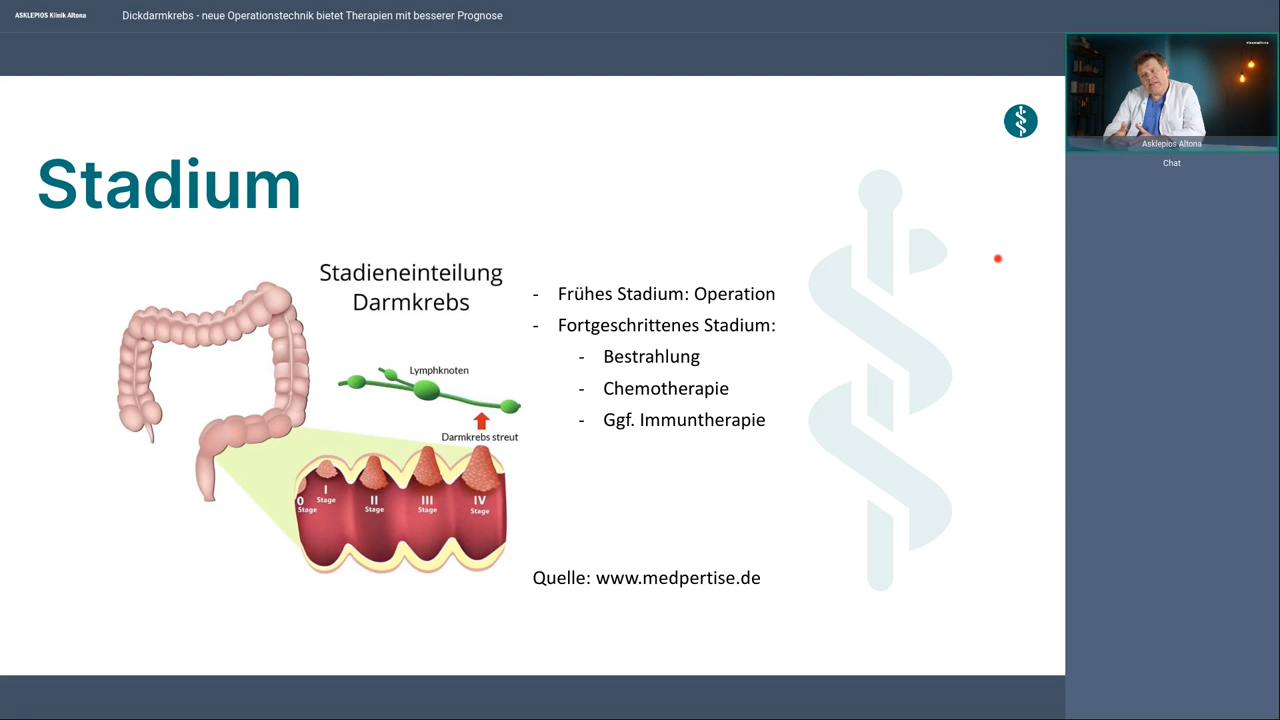 ASKLEPIOS Klinik Altona
Dickdarmkrebs - neue Operationstechnik bietet Therapien mit besserer Prognose
Asklepios Altona
Chat
Stadium
Stadieneinteilung
Darmkrebs
- Frühes Stadium: Operation
- Fortgeschrittenes Stadium:
- Bestrahlung
- Chemotherapie
- Ggf. Immuntherapie
Lymphknoten
Darmkrebs streut
0
Stage
I
Stage
II
Stage
III
Stage
IV
Stage
Quelle: www.medpertise.de